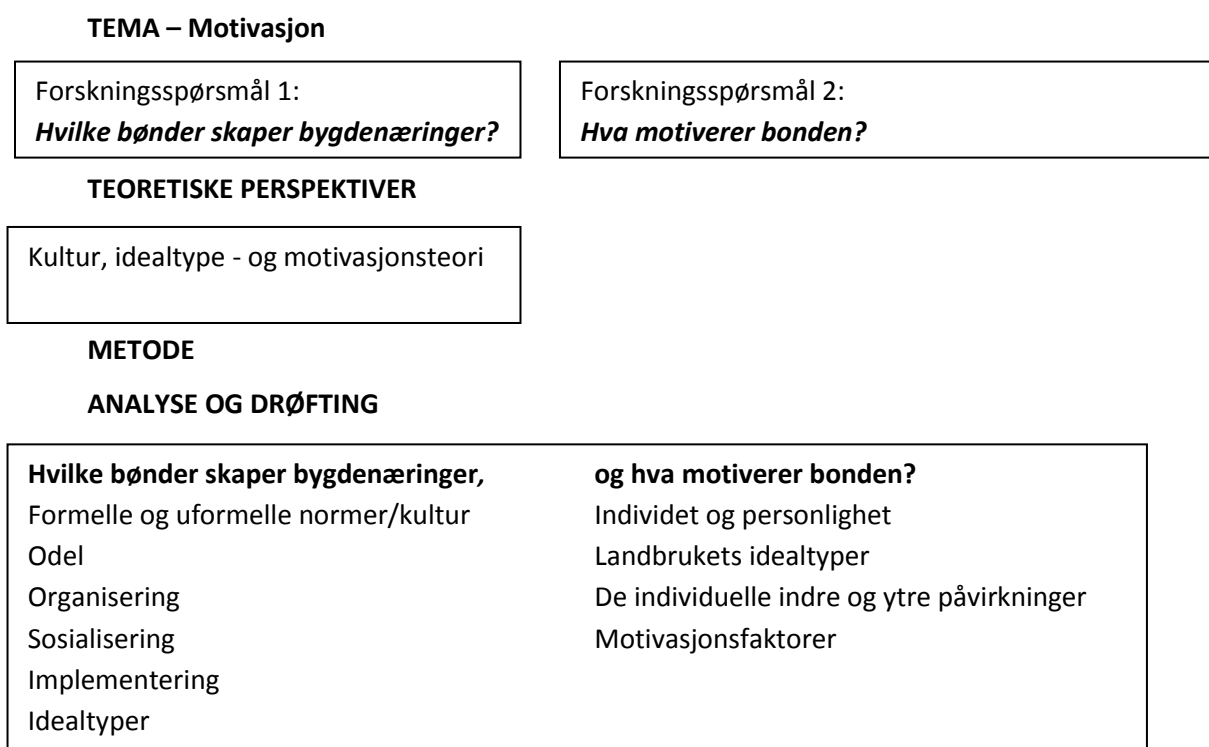 TEMA – Motivasjon
Forskningsspørsmål 1:
Hvilke bønder skaper bygdenæringer?
Forskningsspørsmål 2:
Hva motiverer bonden?
TEORETISKE PERSPEKTIVER
Kultur, idealtype - og motivasjonsteori
METODE
ANALYSE OG DRØFTING
Hvilke bønder skaper bygdenæringer,
Formelle og uformelle normer/kultur
Odel
Organisering
Sosialisering
Implementering
Idealtyper
og hva motiverer bonden?
Individet og personlighet
Landbrukets idealtyper
De individuelle indre og ytre påvirkninger
Motivasjonsfaktorer